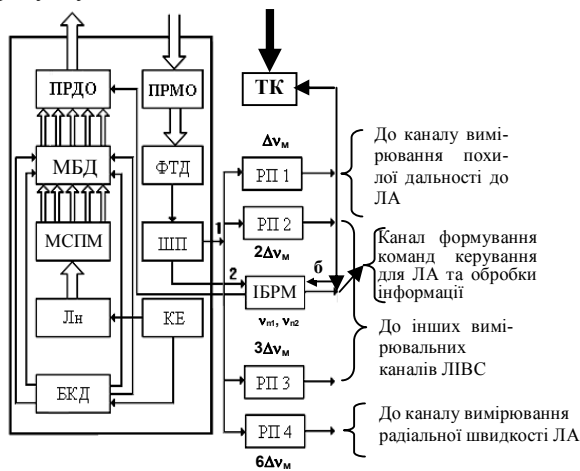 ПРДО
ПРМО
ТК
МБД
ФТД
МСПМ
ШП
Лн
КЕ
БКД
1
2
Δνм
РП 1
РП 2
2Δνм
б
ІБРМ
νп1, νп2
3Δνм
РП 3
РП 4
6Δνм
До каналу вимі-
рювання похи-
лої дальності до
ЛА
Канал формування
команд керування
для ЛА та обробки
інформації
До інших вимі-
рювальних
каналів ЛІВС
До каналу вимірювання
радіальної швидкості ЛА